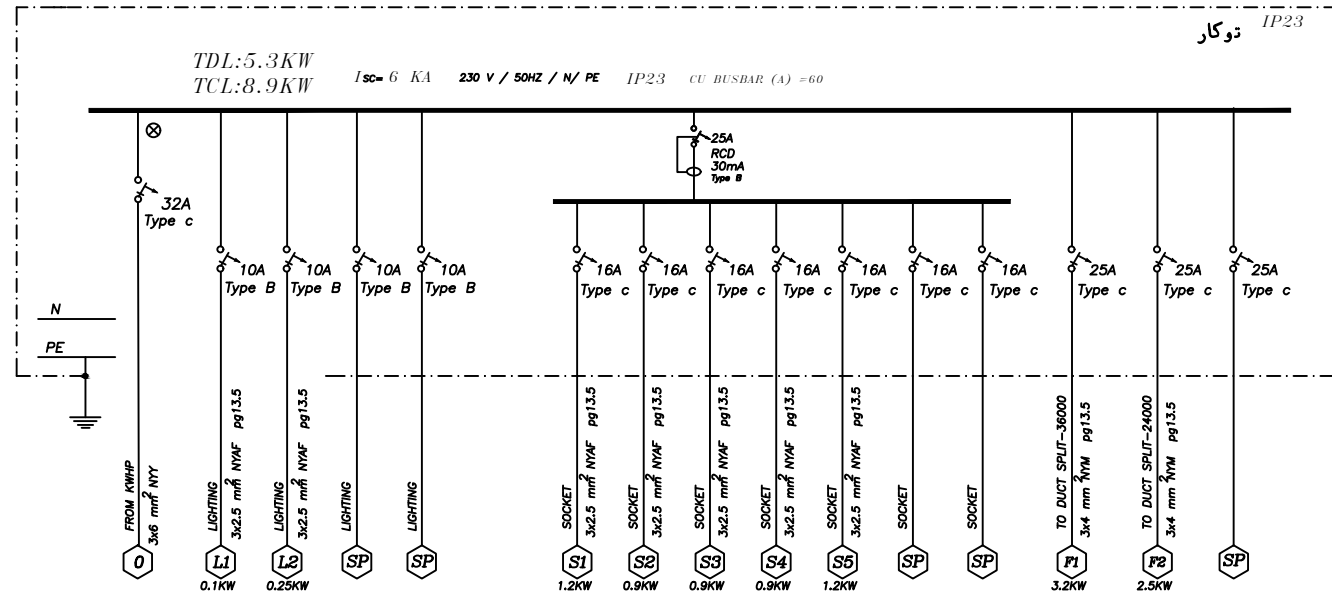 توکار IP23
TDL:5.3KW
TCL:8.9KW
Isc= 6 KA 230 V / 50HZ / N/ PE IP23 CU BUSBAR (A) =60
25A
RCD
30mA
Type B
32A
Type c
10A
Type B
10A
Type B
10A
Type B
10A
Type B
16A
Type c
16A
Type c
16A
Type c
16A
Type c
16A
Type c
16A
Type c
16A
Type c
25A
Type c
25A
Type c
25A
Type c
N
PE
FROM KWHP
3x6 mm² NYY
LIGHTING
3x2.5 mm² NYAF pg13.5
LIGHTING
3x2.5 mm² NYAF pg13.5
LIGHTING
LIGHTING
SOCKET
3x2.5 mm² NYAF pg13.5
SOCKET
3x2.5 mm² NYAF pg13.5
SOCKET
3x2.5 mm² NYAF pg13.5
SOCKET
3x2.5 mm² NYAF pg13.5
SOCKET
3x2.5 mm² NYAF pg13.5
SOCKET
SOCKET
TO DUCT SPLIT-36000
3x4 mm² NYM pg13.5
TO DUCT SPLIT-24000
3x4 mm² NYM pg13.5
0 L1 L2 SP SP S1 S2 S3 S4 S5 SP SP F1 F2 SP
0.1KW 0.25KW 1.2KW 0.9KW 0.9KW 0.9KW 1.2KW 3.2KW 2.5KW